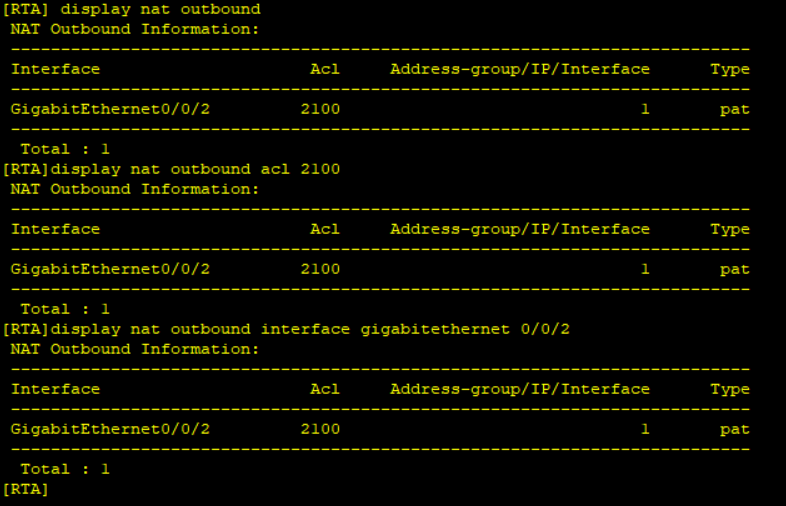 [RTA] display nat outbound
NAT Outbound Information:
--------------------------------------------------------------------------
Interface                     Acl     Address-group/IP/Interface      Type
--------------------------------------------------------------------------
GigabitEthernet0/0/2         2100                              1       pat
--------------------------------------------------------------------------
Total : 1
[RTA]display nat outbound acl 2100
NAT Outbound Information:
--------------------------------------------------------------------------
Interface                     Acl     Address-group/IP/Interface      Type
--------------------------------------------------------------------------
GigabitEthernet0/0/2         2100                              1       pat
--------------------------------------------------------------------------
Total : 1
[RTA]display nat outbound interface gigabitethernet 0/0/2
NAT Outbound Information:
--------------------------------------------------------------------------
Interface                     Acl     Address-group/IP/Interface      Type
--------------------------------------------------------------------------
GigabitEthernet0/0/2         2100                              1       pat
--------------------------------------------------------------------------
Total : 1
[RTA]